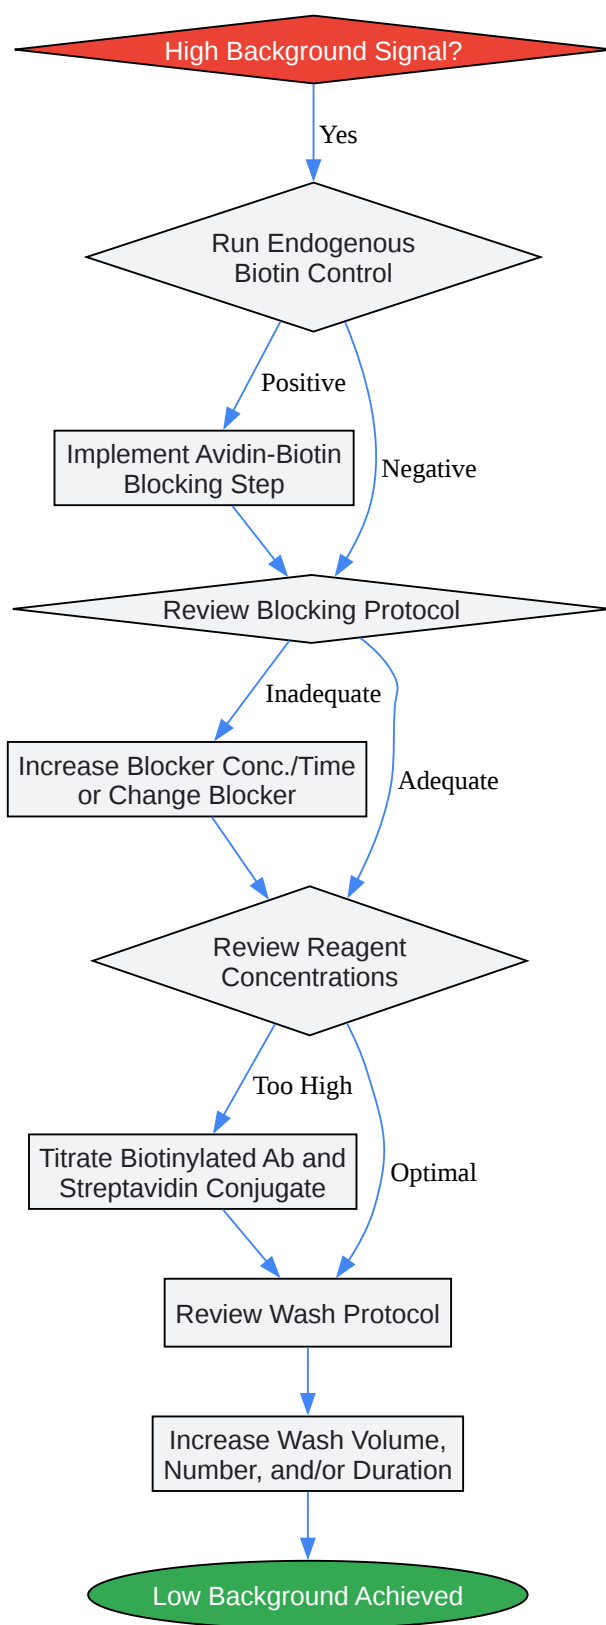 High Background Signal?
Yes
Run Endogenous
Biotin Control
Positive
Implement Avidin-Biotin
Blocking Step
Negative
Review Blocking Protocol
Inadequate
Increase Blocker Conc./Time
or Change Blocker
Adequate
Review Reagent
Concentrations
Too High
Titrate Biotinylated Ab and
Streptavidin Conjugate
Optimal
Review Wash Protocol
Increase Wash Volume,
Number, and/or Duration
Low Background Achieved